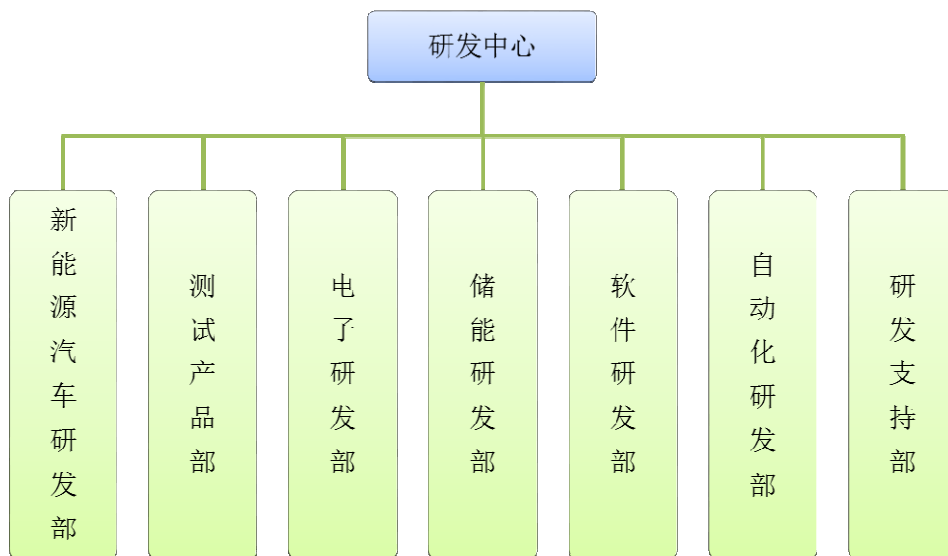 研发中心
新能源汽车研发部
测试产品部
电子研发部
储能研发部
软件研发部
自动化研发部
研发支持部